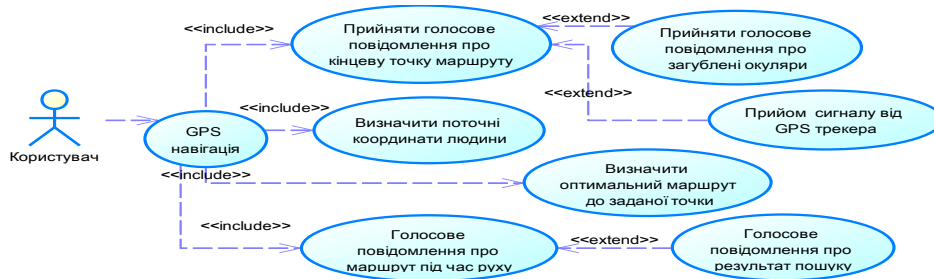 <<include>>
Прийняти голосове
повідомлення про
кінцеву точку маршруту
<<extend>>
Прийняти голосове
повідомлення про
загублені окуляри
<<extend>>
Прийом сигналу від
GPS трекера
Користувач
GPS
навігація
<<include>>
Визначити поточні
координати людини
<<include>>
Визначити
оптимальний маршрут
до заданої точки
<<include>>
Голосове
повідомлення про
маршрут під час руху
<<extend>>
Голосове
повідомлення про
результат пошуку